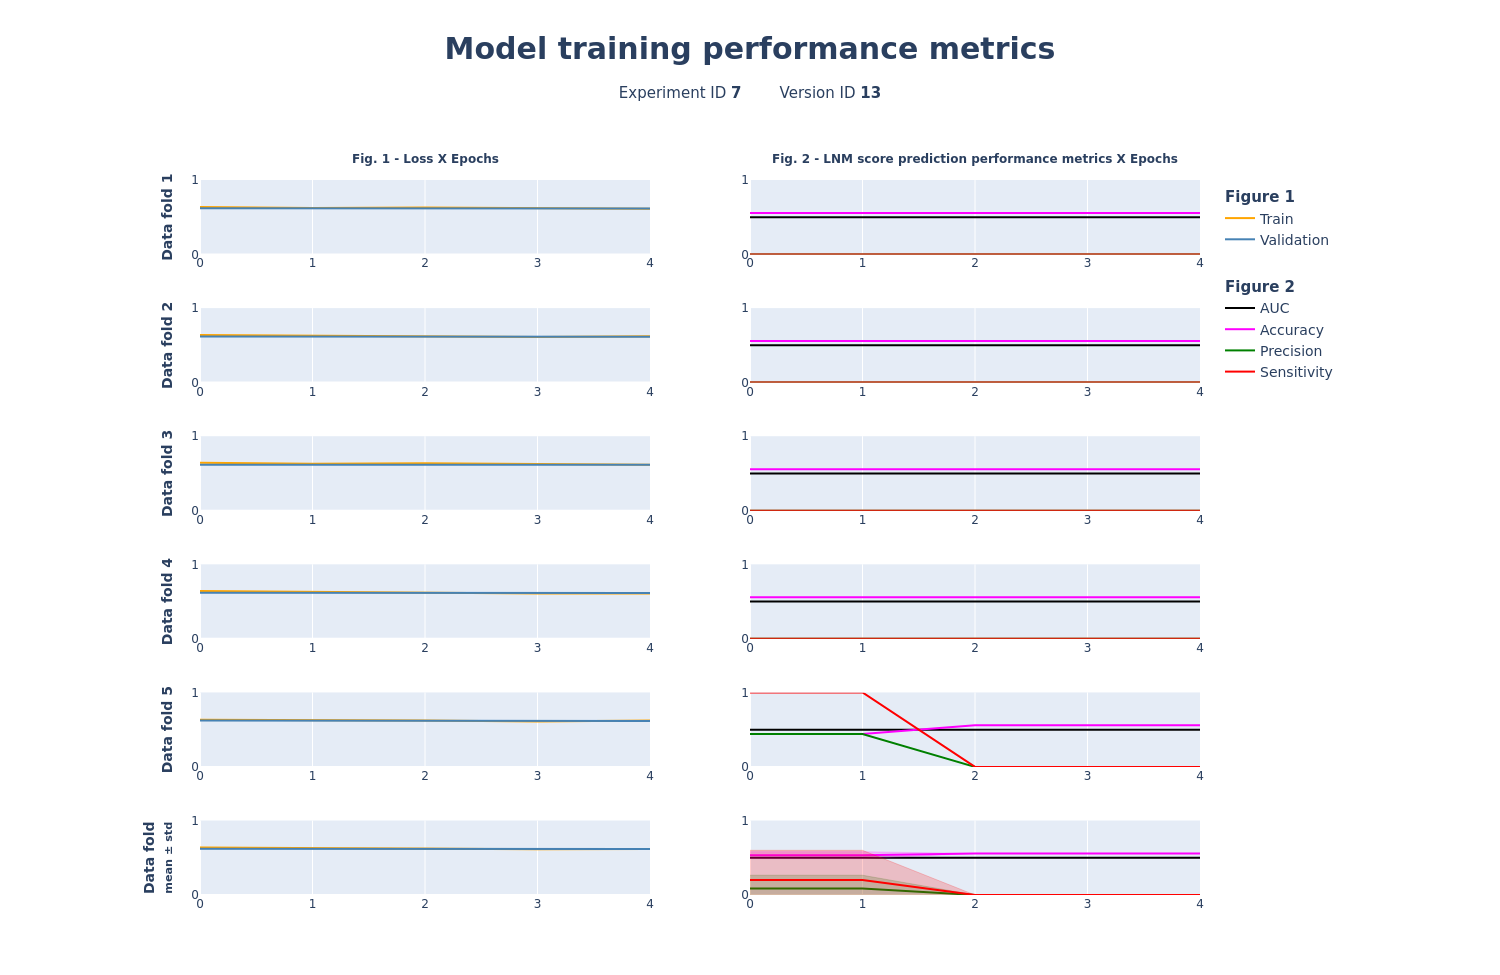 Model training performance metrics
Experiment ID 7 Version ID 13
Fig. 1 - Loss X Epochs
Fig. 2 - LNM score prediction performance metrics X Epochs
Data fold 1
1
0
0 1 2 3 4
1
0
0 1 2 3 4
Figure 1
Train
Validation
Figure 2
AUC
Accuracy
Precision
Sensitivity
Data fold 2
1
0
0 1 2 3 4
1
0
0 1 2 3 4
Data fold 3
1
0
0 1 2 3 4
1
0
0 1 2 3 4
Data fold 4
1
0
0 1 2 3 4
1
0
0 1 2 3 4
Data fold 5
1
0
0 1 2 3 4
1
0
0 1 2 3 4
Data fold
mean ± std
1
0
0 1 2 3 4
1
0
0 1 2 3 4